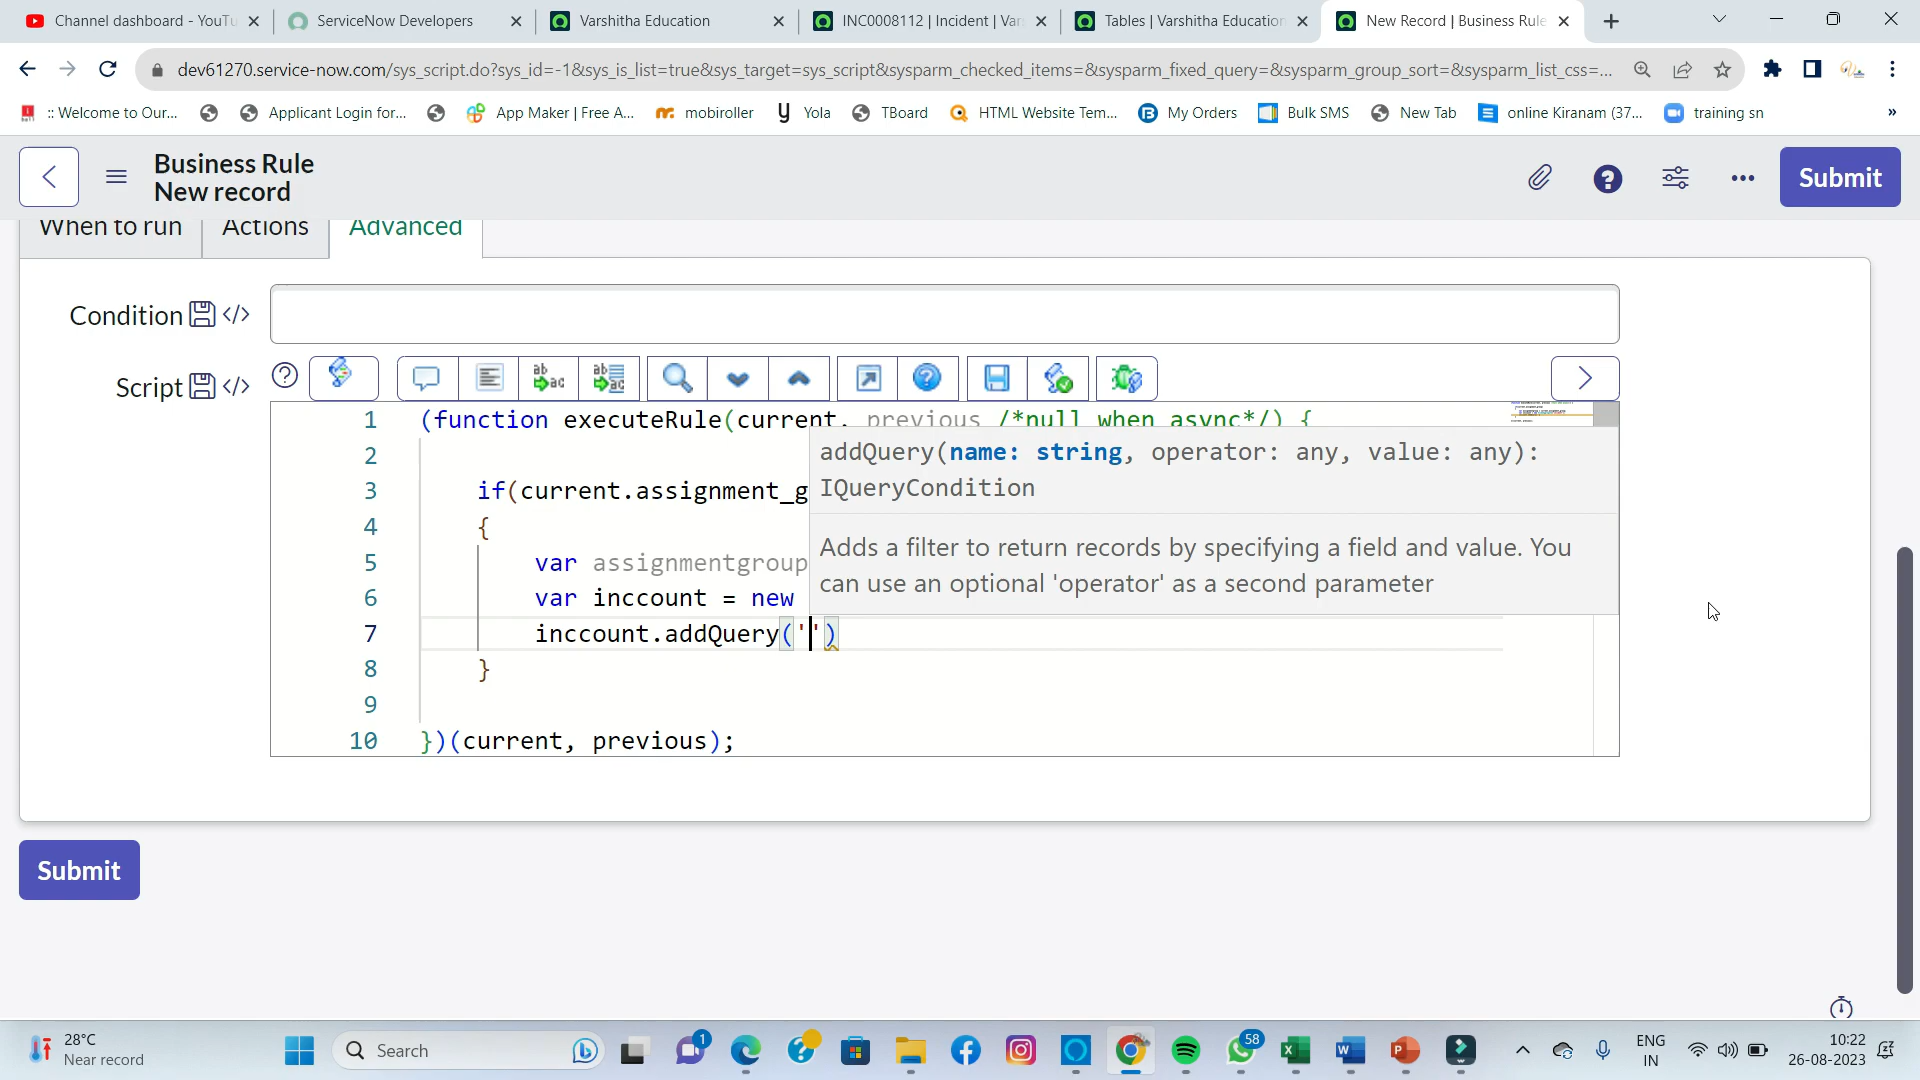 Channel dashboard - YouTu
ServiceNow Developers
Varshitha Education
INC0008112 | Incident | Var
Tables | Varshitha Education
New Record | Business Rule
dev61270.service-now.com/sys_script.do?sys_id=-1&sys_is_list=true&sys_target=sys_script&sysparm_checked_items=&sysparm_fixed_query=&sysparm_group_sort=&sysparm_list_css=...
:: Welcome to Our...
Applicant Login for...
App Maker | Free A...
mobiroller
Yola
TBoard
HTML Website Tem...
My Orders
Bulk SMS
New Tab
online Kiranam (37...
training sn
»
Business Rule
New record
Submit
When to run
Actions
Advanced
Condition
Script
1 (function executeRule(current, previous /*null when async*/) {
addQuery(name: string, operator: any, value: any):
IQueryCondition
Adds a filter to return records by specifying a field and value. You
can use an optional 'operator' as a second parameter
2
3 if(current.assignment_g
4 {
5 var assignmentgroup
6 var inccount = new
7 inccount.addQuery('')
8 }
9
10 })(current, previous);
Submit
28°C
Near record
Search
1
58
ENG
IN
10:22
26-08-2023